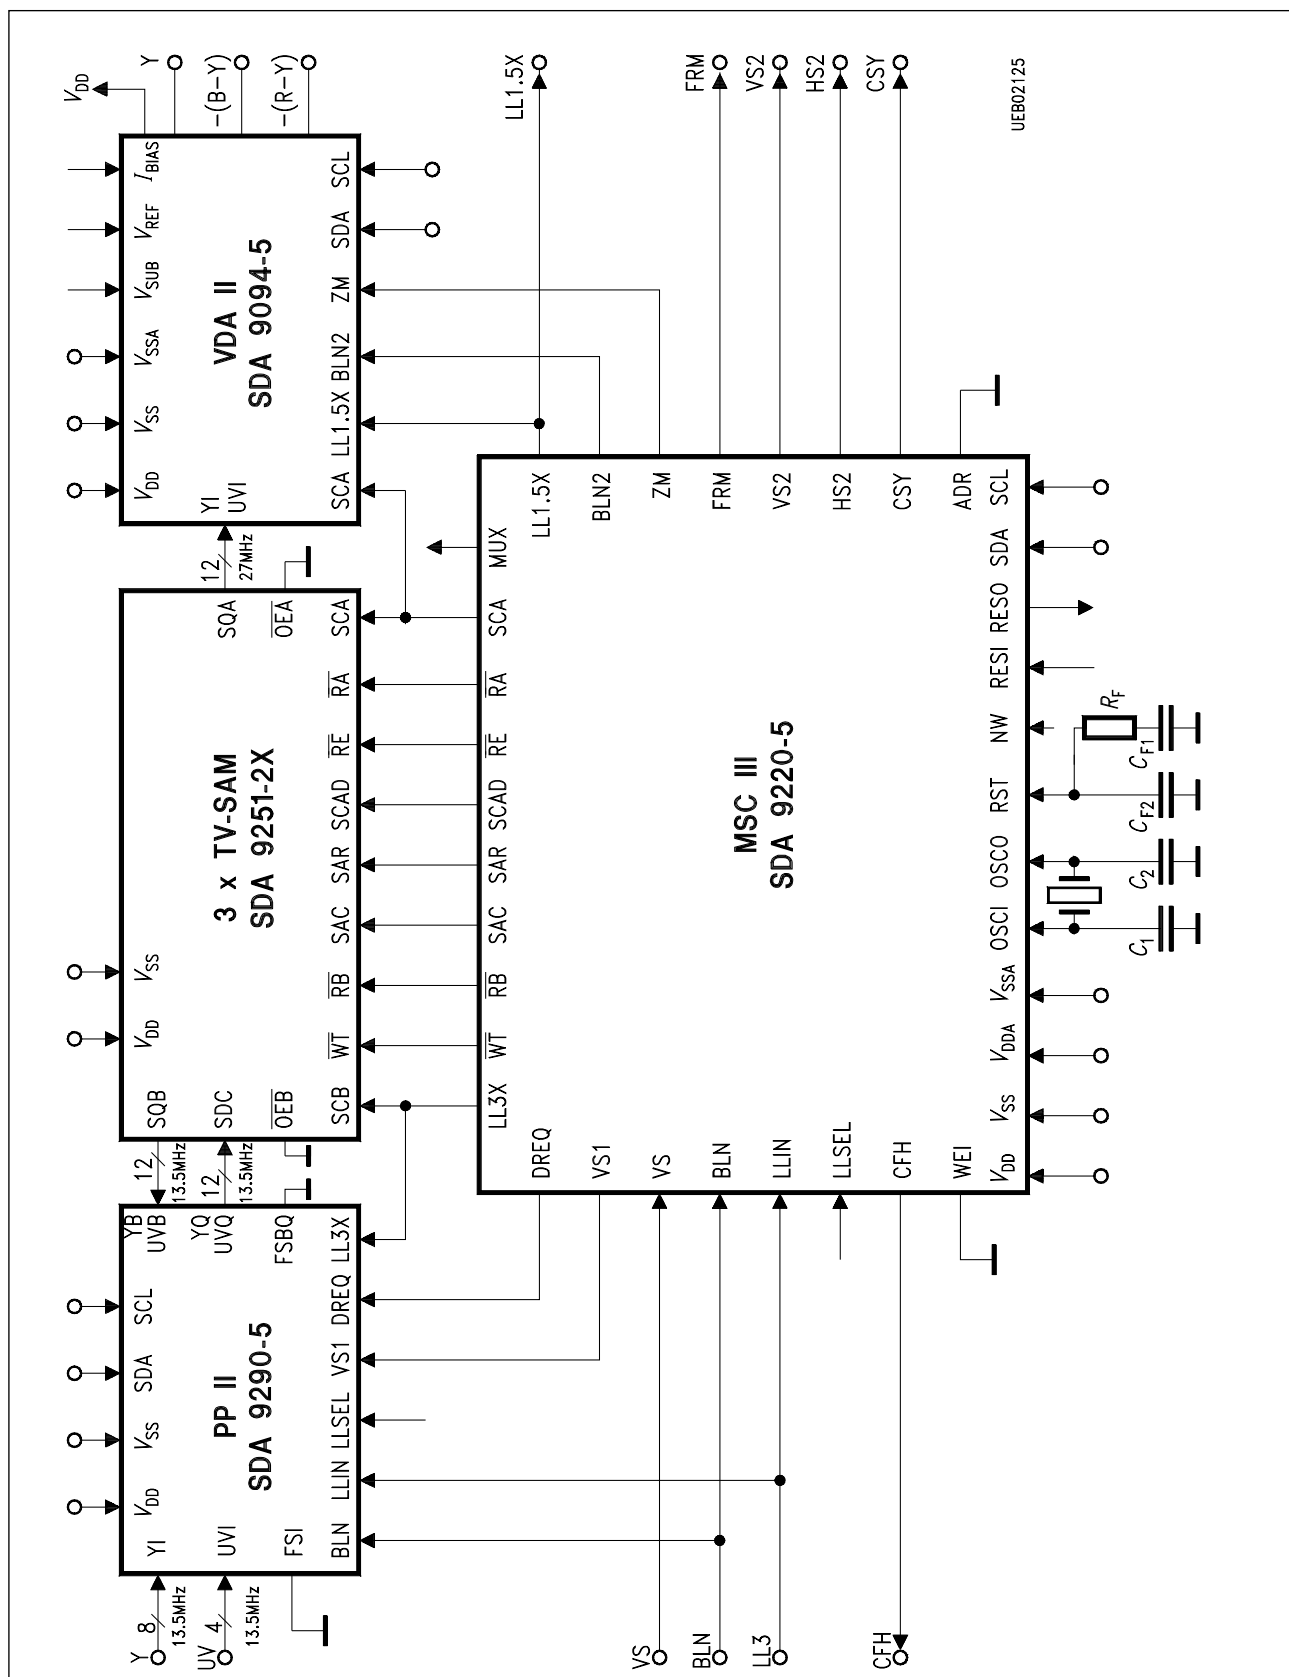 Y
8
13.5MHz
UV
4
13.5MHz
V_DD
V_SS
SDA
SCL
YI
UVI
FSI
PP II
SDA 9290-5
YB
UVB
YQ
UVQ
FSBQ
BLN
LLIN
LLSEL
VS1
DREQ
LL3X
12
13.5MHz
12
13.5MHz
V_DD
V_SS
SQB
SDC
OEB
3 x TV-SAM
SDA 9251-2X
SQA
OEA
SCB
WT
RB
SAC
SAR
SCAD
RE
RA
SCA
12
27MHz
V_DD
V_SS
V_SSA
V_SUB
V_REF
I_BIAS
YI
UVI
VDA II
SDA 9094-5
SCA
LL1.5X
BLN2
ZM
SDA
SCL
V_DD
Y
-(B-Y)
-(R-Y)
LL3X
WT
RB
SAC
SAR
SCAD
RE
RA
SCA
MUX
DREQ
VS1
VS
BLN
LLIN
LLSEL
CFH
WEI
MSC III
SDA 9220-5
LL1.5X
BLN2
ZM
FRM
VS2
HS2
CSY
ADR
V_DD
V_SS
V_DDA
V_SSA
OSCI
OSCO
RST
NW
RESI
RESO
SDA
SCL
VS
BLN
LL3
CFH
LL1.5X
FRM
VS2
HS2
CSY
C_1
C_2
C_F2
C_F1
R_F
UEB02125